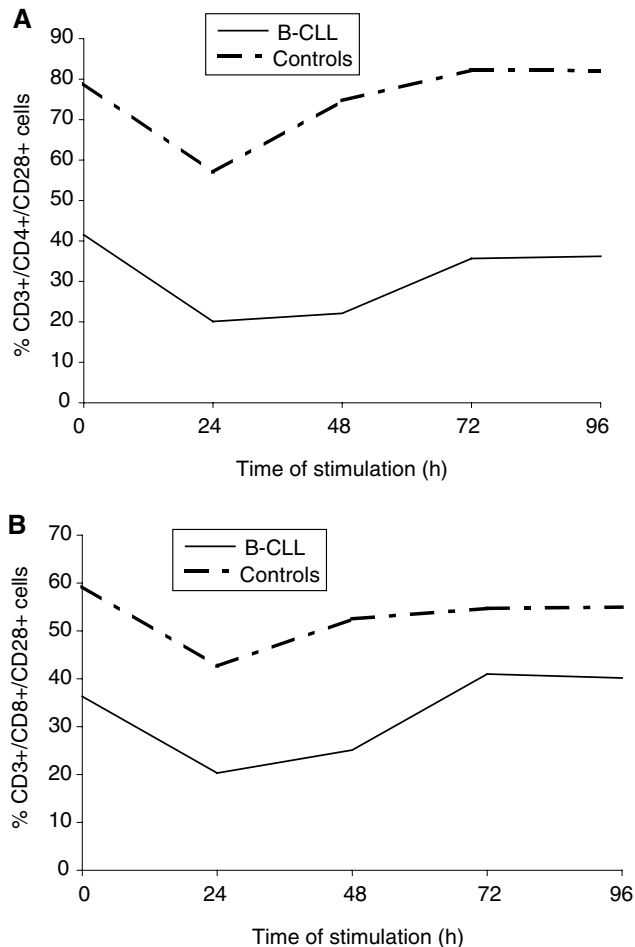 A
B-CLL
Controls
% CD3+/CD4+/CD28+ cells
90
80
70
60
50
40
30
20
10
0
0 24 48 72 96
Time of stimulation (h)
B
B-CLL
Controls
% CD3+/CD8+/CD28+ cells
70
60
50
40
30
20
10
0
0 24 48 72 96
Time of stimulation (h)